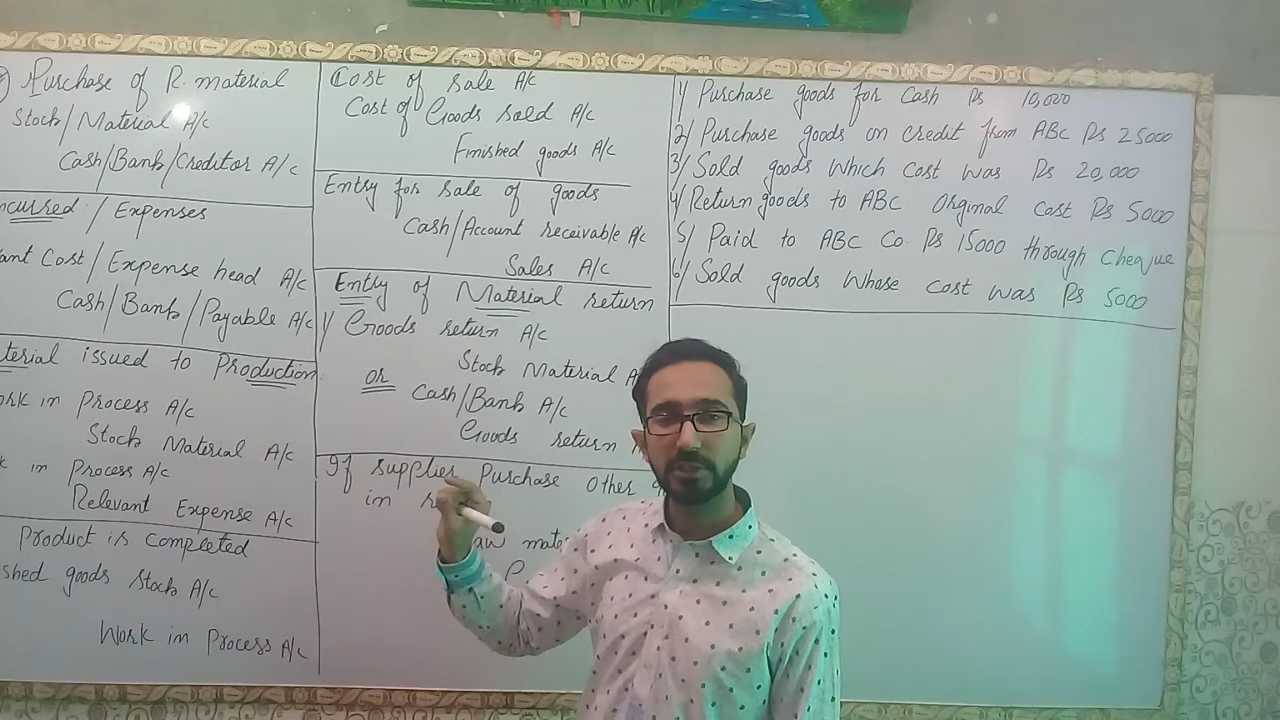 Purchase of R. material
Stock/Material A/c
Cash/Bank/Creditor A/c
ncurred / Expenses
ant Cost/Expense head A/c
Cash/Bank/Payable A/c
terial issued to Production
ork in Process A/c
Stock Material A/c
k in Process A/c
Relevant Expense A/c
Product is Completed
shed goods Stock A/c
Work in Process A/c
Cost of Sale A/c
Cost of Goods Sold A/c
Finished goods A/c
Entry for sale of goods
Cash/Account receivable A/c
Sales A/c
Entry of Material return
1/ Goods return A/c
Stock Material A
or
Cash/Bank A/c
Goods return
If supplier Purchase Other
in
aw mate
1/ Purchase goods for Cash Rs 10,000
2/ Purchase goods on credit from ABC Rs 25000
3/ Sold goods Which Cost was Rs 20,000
4/ Return goods to ABC Orginal Cost Rs 5000
5/ Paid to ABC Co. Rs 15000 through Cheque
6/ Sold goods Whose Cost was Rs 5000